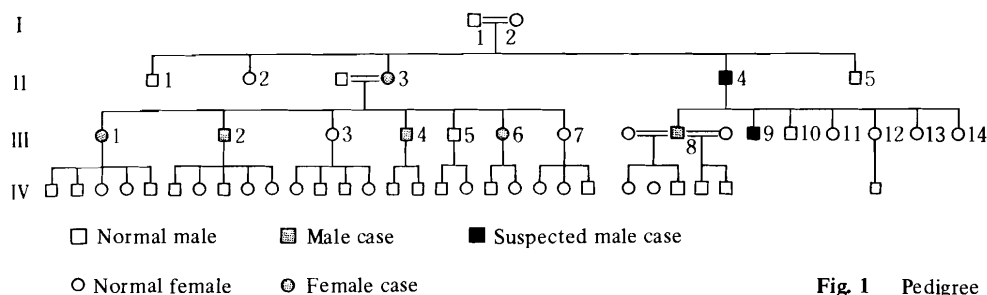 I
1 2
II
1 2 3 4 5
III
1 2 3 4 5 6 7 8 9 10 11 12 13 14
IV
Normal male Male case Suspected male case
Normal female Female case
Fig. 1 Pedigree